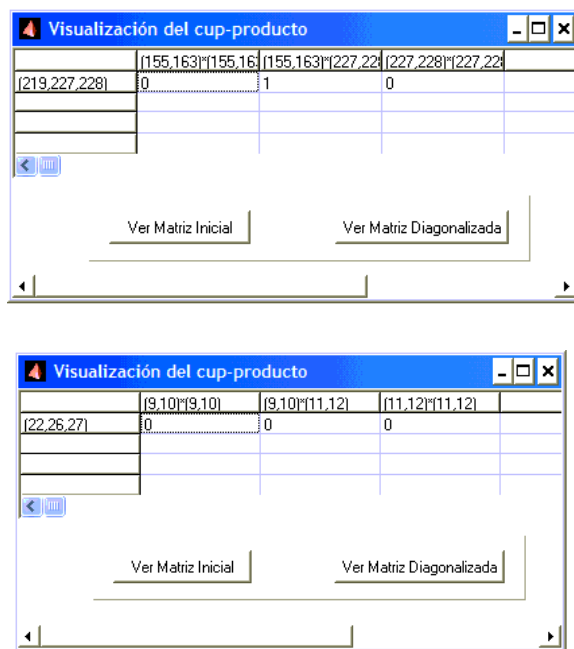 Visualización del cup-producto
(155,163)*(155,16 (155,163)*(227,22 (227,228)*(227,22
(219,227,228) 0 1 0
Ver Matriz Inicial Ver Matriz Diagonalizada
Visualización del cup-producto
(9,10)*(9,10) (9,10)*(11,12) (11,12)*(11,12)
(22,26,27) 0 0 0
Ver Matriz Inicial Ver Matriz Diagonalizada